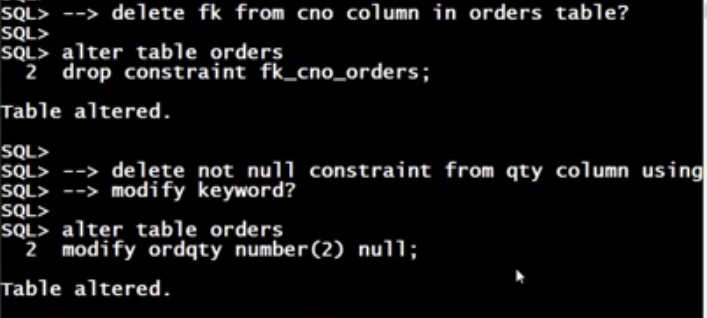 SQL>
SQL> --> delete fk from cno column in orders table?
SQL>
SQL> alter table orders
2 drop constraint fk_cno_orders;
Table altered.
SQL>
SQL> --> delete not null constraint from qty column using
SQL> --> modify keyword?
SQL>
SQL> alter table orders
2 modify ordqty number(2) null;
Table altered.